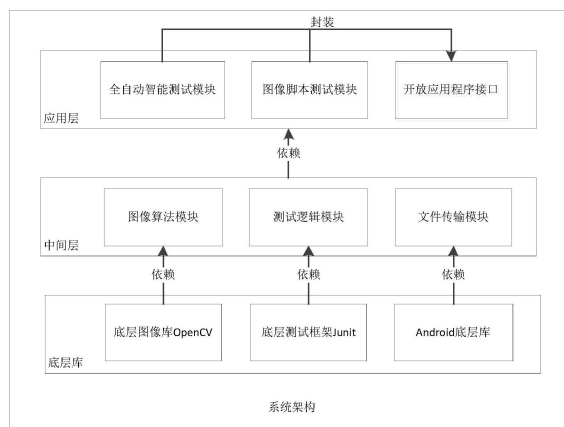 封装
全自动智能测试模块
图像脚本测试模块
开放应用程序接口
应用层
依赖
图像算法模块
测试逻辑模块
文件传输模块
中间层
依赖
依赖
依赖
底层图像库OpenCV
底层测试框架Junit
Android底层库
底层库
系统架构